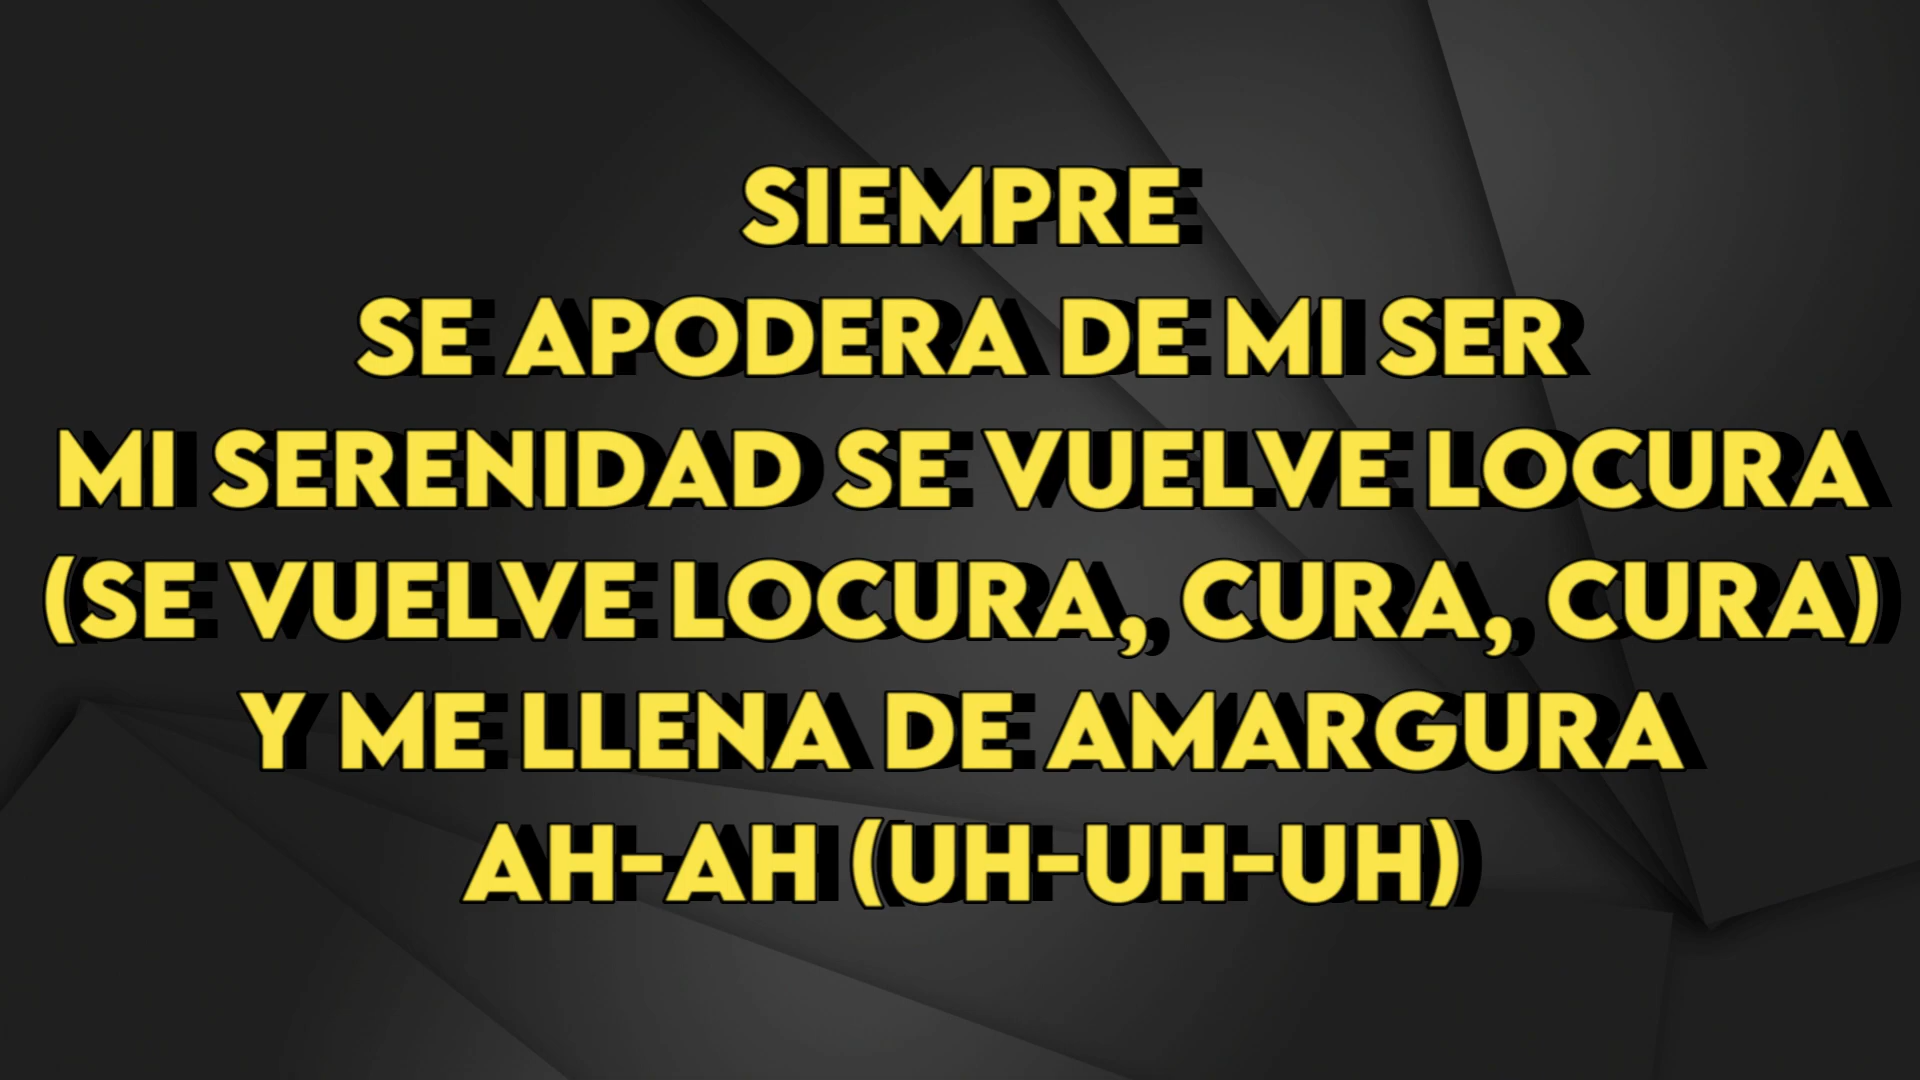 SIEMPRE
SE APODERA DE MI SER
MI SERENIDAD SE VUELVE LOCURA
(SE VUELVE LOCURA, CURA, CURA)
Y ME LLENA DE AMARGURA
AH-AH (UH-UH-UH)